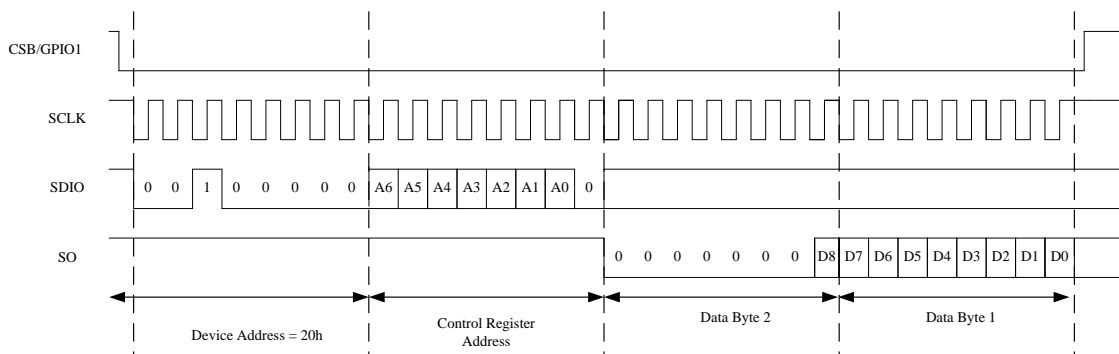 CSB/GPIO1
SCLK
SDIO 0 0 1 0 0 0 0 0 A6 A5 A4 A3 A2 A1 A0 0
SO 0 0 0 0 0 0 0 D8 D7 D6 D5 D4 D3 D2 D1 D0
Device Address = 20h
Control Register
Address
Data Byte 2
Data Byte 1